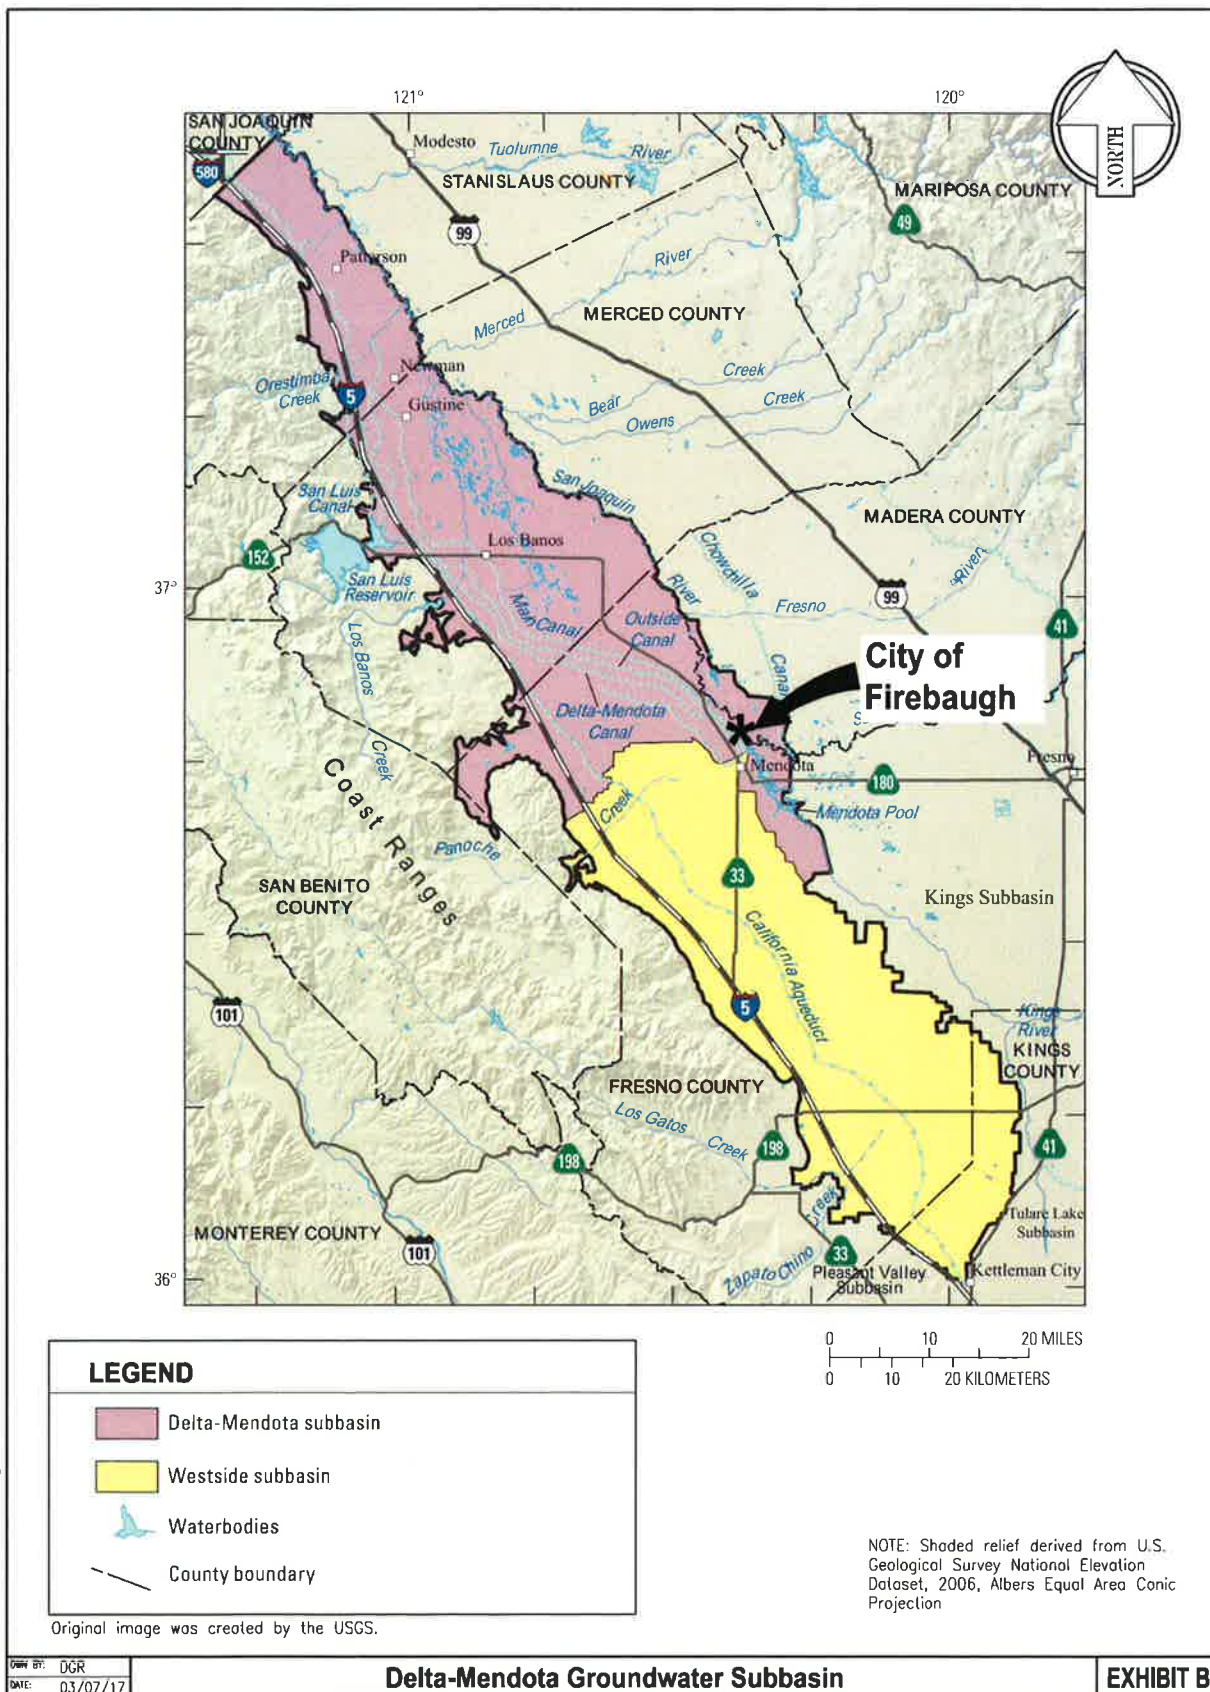 121°
120°
NORTH
SAN JOAQUIN
COUNTY
580
Modesto
Tuolumne
River
STANISLAUS COUNTY
MARIPOSA COUNTY
49
99
Patterson
River
MERCED COUNTY
Merced
Newman
Orestimba
Creek
5
Gustine
Creek
Bear
Creek
Owens
San Joaquin
San Luis
Canal
MADERA COUNTY
Los Banos
Chowchilla
152
37°
San Luis
Reservoir
River
River
Fresno
99
41
Main Canal
Outside
Canal
Los Banos
Canal
City of
Firebaugh
Delta-Mendota
Canal
S
Creek
Mendota
Fresno
180
Coast Ranges
Creek
Mendota Pool
Panoche
33
SAN BENITO
COUNTY
Kings Subbasin
California Aqueduct
101
5
Kings
River
KINGS
COUNTY
FRESNO COUNTY
Los Gatos
Creek
198
198
41
MONTEREY COUNTY
101
Creek
Zapato Chino
33
Tulare Lake
Subbasin
36°
Pleasant Valley
Subbasin
Kettleman City
0 10 20 MILES
0 10 20 KILOMETERS
LEGEND
Delta-Mendota subbasin
Westside subbasin
Waterbodies
County boundary
NOTE: Shaded relief derived from U.S.
Geological Survey National Elevation
Dataset, 2006, Albers Equal Area Conic
Projection
Original image was created by the USGS.
DWN BY: DGR
DATE: 03/07/17
Delta-Mendota Groundwater Subbasin
EXHIBIT B